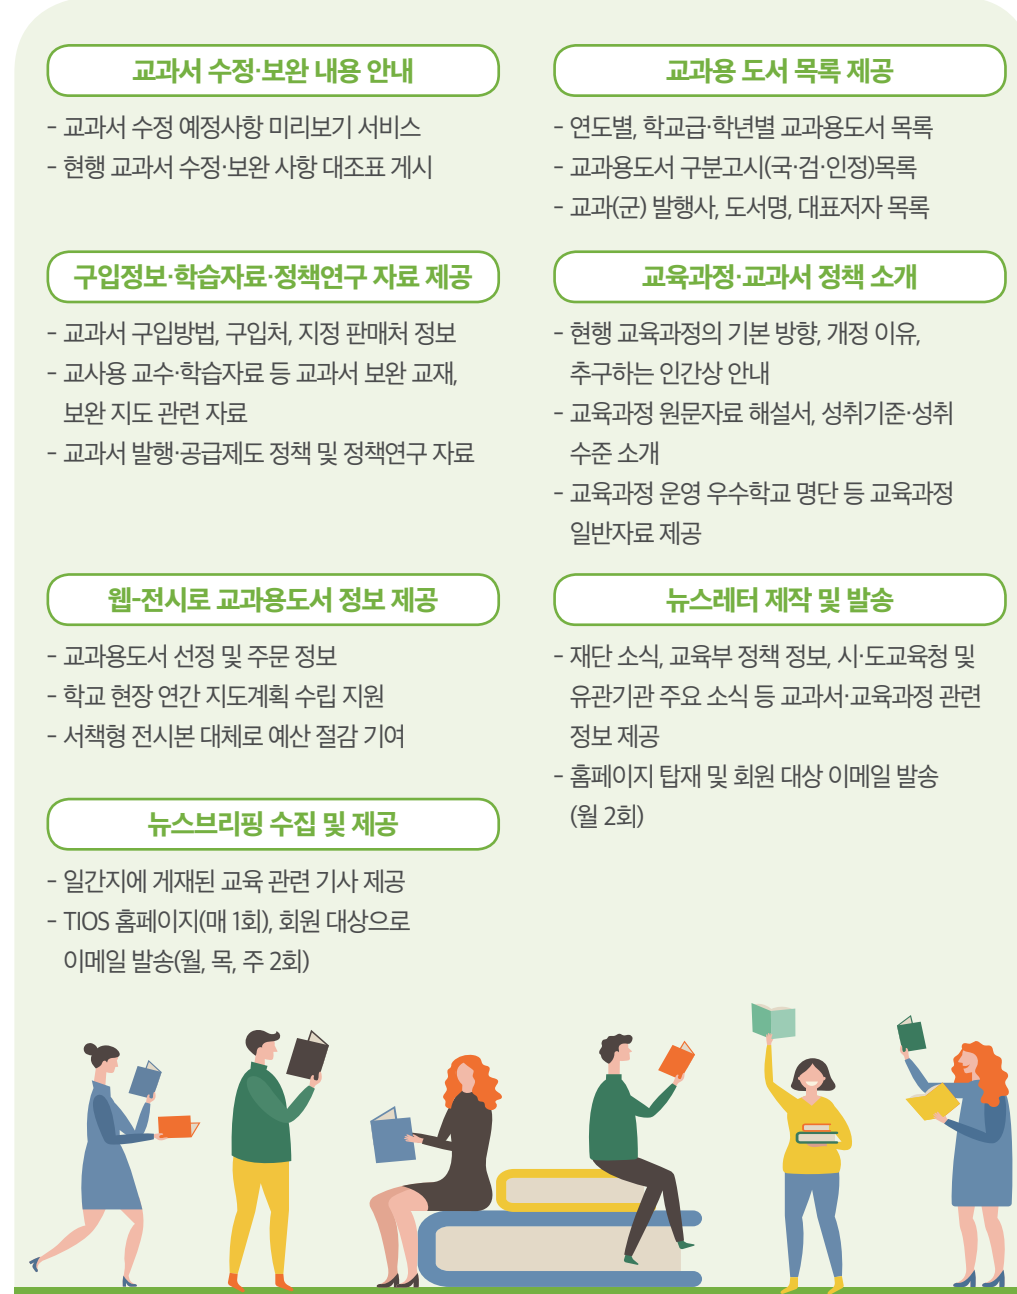 교과서 수정·보완 내용 안내
- 교과서 수정 예정사항 미리보기 서비스
- 현행 교과서 수정·보완 사항 대조표 게시
교과용 도서 목록 제공
- 연도별, 학교급·학년별 교과용도서 목록
- 교과용도서 구분고시(국·검·인정)목록
- 교과(군) 발행사, 도서명, 대표저자 목록
구입정보·학습자료·정책연구 자료 제공
- 교과서 구입방법, 구입처, 지정 판매처 정보
- 교사용 교수·학습자료 등 교과서 보완 교재,
보완 지도 관련 자료
- 교과서 발행·공급제도 정책 및 정책연구 자료
교육과정·교과서 정책 소개
- 현행 교육과정의 기본 방향, 개정 이유,
추구하는 인간상 안내
- 교육과정 원문자료 해설서, 성취기준·성취
수준 소개
- 교육과정 운영 우수학교 명단 등 교육과정
일반자료 제공
웹-전시로 교과용도서 정보 제공
- 교과용도서 선정 및 주문 정보
- 학교 현장 연간 지도계획 수립 지원
- 서책형 전시본 대체로 예산 절감 기여
뉴스레터 제작 및 발송
- 재단 소식, 교육부 정책 정보, 시·도교육청 및
유관기관 주요 소식 등 교과서·교육과정 관련
정보 제공
- 홈페이지 탑재 및 회원 대상 이메일 발송
(월 2회)
뉴스브리핑 수집 및 제공
- 일간지에 게재된 교육 관련 기사 제공
- TIOS 홈페이지(매 1회), 회원 대상으로
이메일 발송(월, 목, 주 2회)